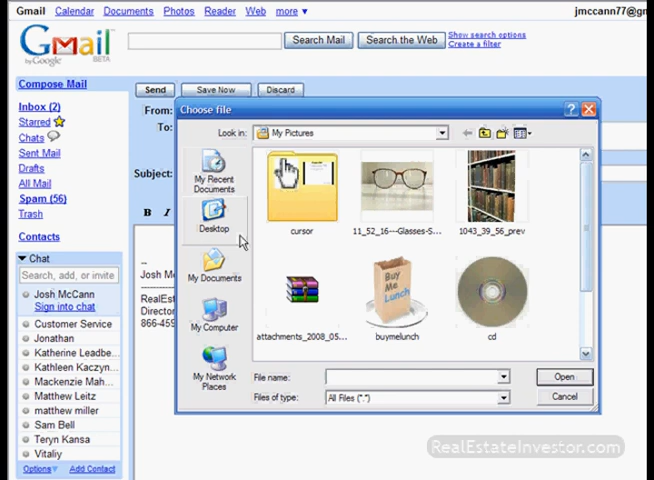 Gmail Calendar Documents Photos Reader Web more ▼
jmccann77@gm
Gmail
by Google BETA
Search Mail Search the Web Show search options
Create a filter
Compose Mail
Inbox (2)
Starred
Chats
Sent Mail
Drafts
All Mail
Spam (56)
Trash
Contacts
Chat
Search, add, or invite
Josh McCann
Sign into chat
Customer Service
Jonathan
Katherine Leadbe...
Kathleen Kaczyn...
Mackenzie Mah...
Matthew Leitz
matthew miller
Sam Bell
Teryn Kansa
Vitaliy
Options Add Contact
Send Save Now Discard
From:
To:
Subject:
B I
--
Josh M
RealEs
Director
866-459
Choose file
Look in: My Pictures
My Recent
Documents
Desktop
My Documents
My Computer
My Network
Places
cursor 11_52_16---Glasses-S... 1043_39_56_prev
Buy
Me
Lunch
attachments_2008_05... buymelunch cd
File name: Open
Files of type: All Files (*.*) Cancel
RealEstateInvestor.com